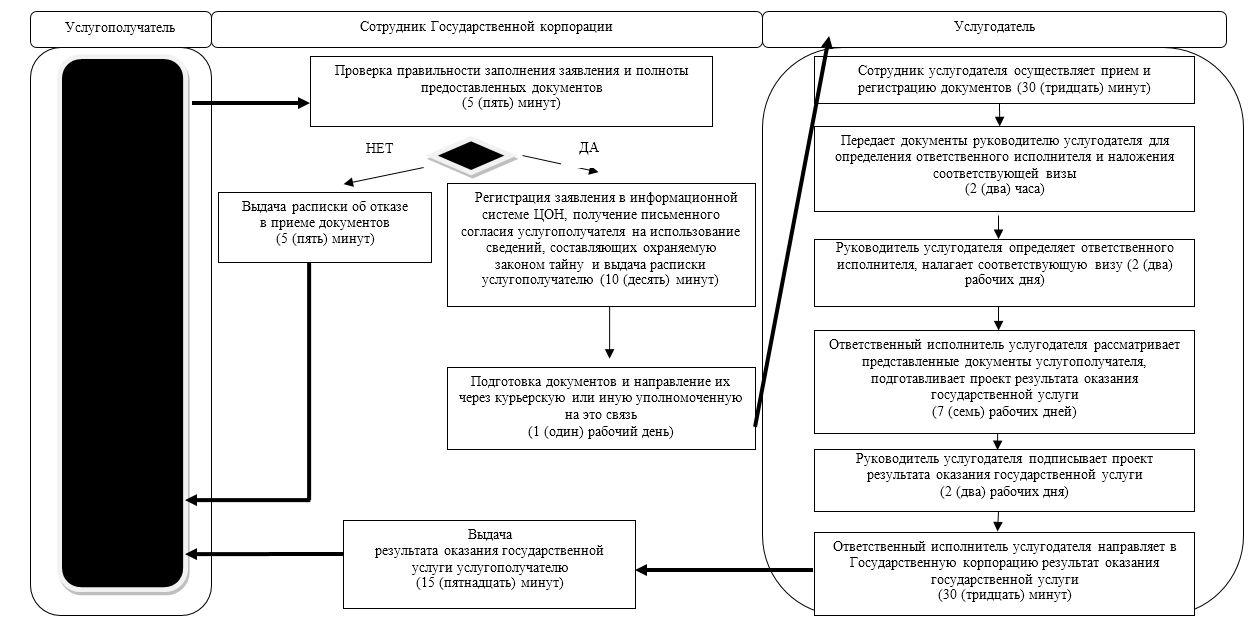 Услугополучатель
Сотрудник Государственной корпорации
Услугодатель
Проверка правильности заполнения заявления и полноты
предоставленных документов
(5 (пять) минут)
НЕТ
ДА
Выдача расписки об отказе
в приеме документов
(5 (пять) минут)
Регистрация заявления в информационной
системе ЦОН, получение письменного
согласия услугополучателя на использование
сведений, составляющих охраняемую
законом тайну и выдача расписки
услугополучателю (10 (десять) минут)
Подготовка документов и направление их
через курьерскую или иную уполномоченную
на это связь
(1 (один) рабочий день)
Выдача
результата оказания государственной
услуги услугополучателю
(15 (пятнадцать) минут)
Сотрудник услугодателя осуществляет прием и
регистрацию документов (30 (тридцать) минут)
Передает документы руководителю услугодателя для
определения ответственного исполнителя и наложения
соответствующей визы
(2 (два) часа)
Руководитель услугодателя определяет ответственного
исполнителя, налагает соответствующую визу (2 (два)
рабочих дня)
Ответственный исполнитель услугодателя рассматривает
представленные документы услугополучателя,
подготавливает проект результата оказания
государственной услуги
(7 (семь) рабочих дней)
Руководитель услугодателя подписывает проект
результата оказания государственной услуги
(2 (два) рабочих дня)
Ответственный исполнитель услугодателя направляет в
Государственную корпорацию результат оказания
государственной услуги
(30 (тридцать) минут)